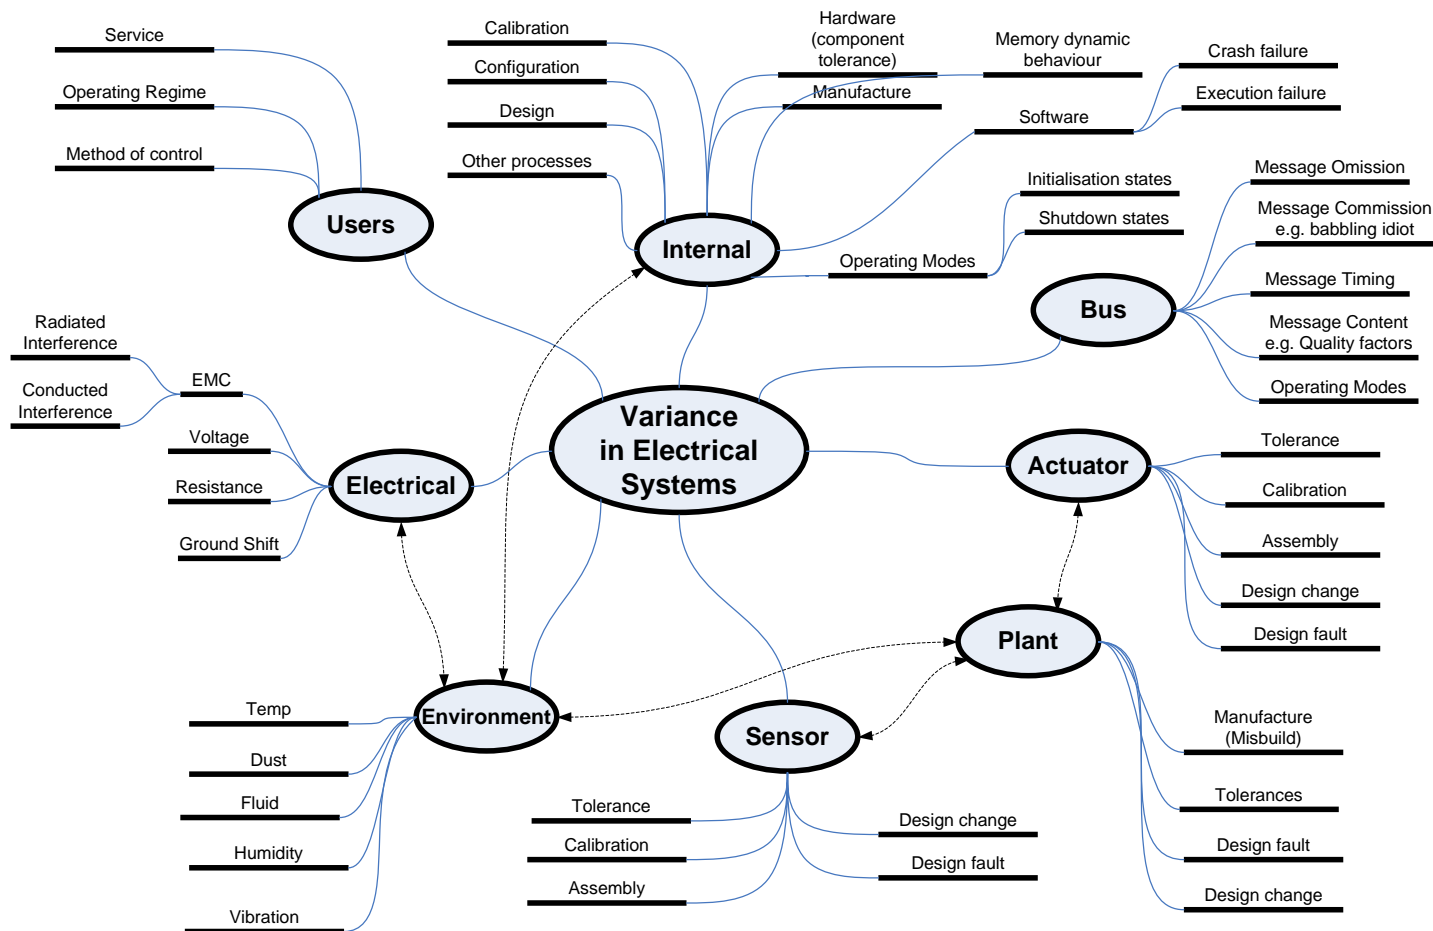 Service
Operating Regime
Method of control
Users
Calibration
Configuration
Design
Other processes
Hardware
(component
tolerance)
Manufacture
Memory dynamic
behaviour
Software
Crash failure
Execution failure
Internal
Operating Modes
Initialisation states
Shutdown states
Bus
Message Omission
Message Commission
e.g. babbling idiot
Message Timing
Message Content
e.g. Quality factors
Operating Modes
Radiated
Interference
Conducted
Interference
EMC
Voltage
Resistance
Ground Shift
Electrical
Variance
in Electrical
Systems
Actuator
Tolerance
Calibration
Assembly
Design change
Design fault
Plant
Manufacture
(Misbuild)
Tolerances
Design fault
Design change
Environment
Temp
Dust
Fluid
Humidity
Vibration
Sensor
Tolerance
Calibration
Assembly
Design change
Design fault